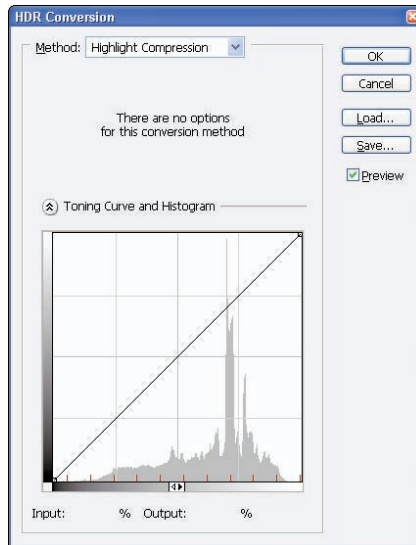 HDR Conversion
Method: Highlight Compression
OK
Cancel
There are no options
for this conversion method
Load...
Save...
Preview
Toning Curve and Histogram
Input: % Output: %